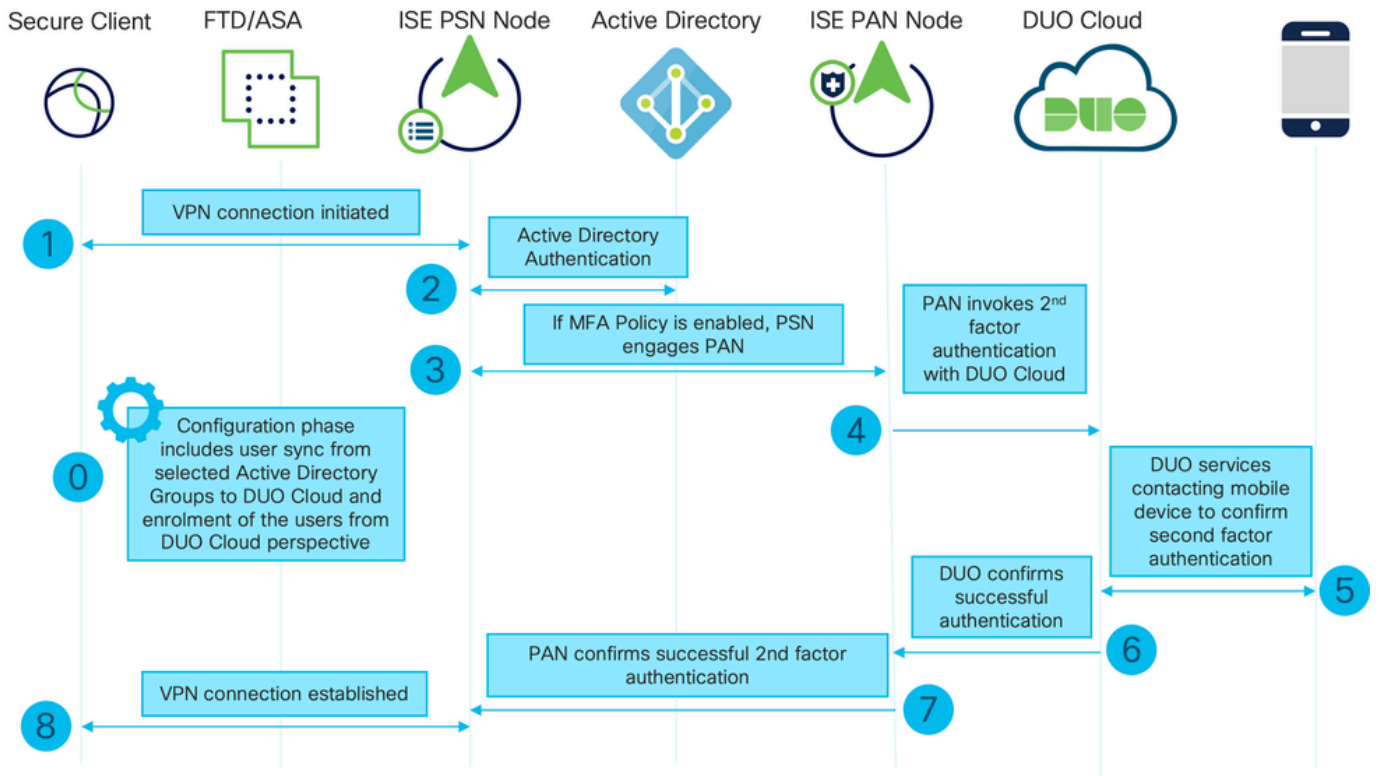 Secure Client
FTD/ASA
ISE PSN Node
Active Directory
ISE PAN Node
DUO Cloud
DUO
VPN connection initiated
1
Active Directory
Authentication
2
If MFA Policy is enabled, PSN
engages PAN
3
PAN invokes 2nd
factor
authentication
with DUO Cloud
4
0
Configuration phase
includes user sync from
selected Active Directory
Groups to DUO Cloud and
enrolment of the users from
DUO Cloud perspective
DUO services
contacting mobile
device to confirm
second factor
authentication
5
DUO confirms
successful
authentication
6
PAN confirms successful 2nd factor
authentication
7
VPN connection established
8